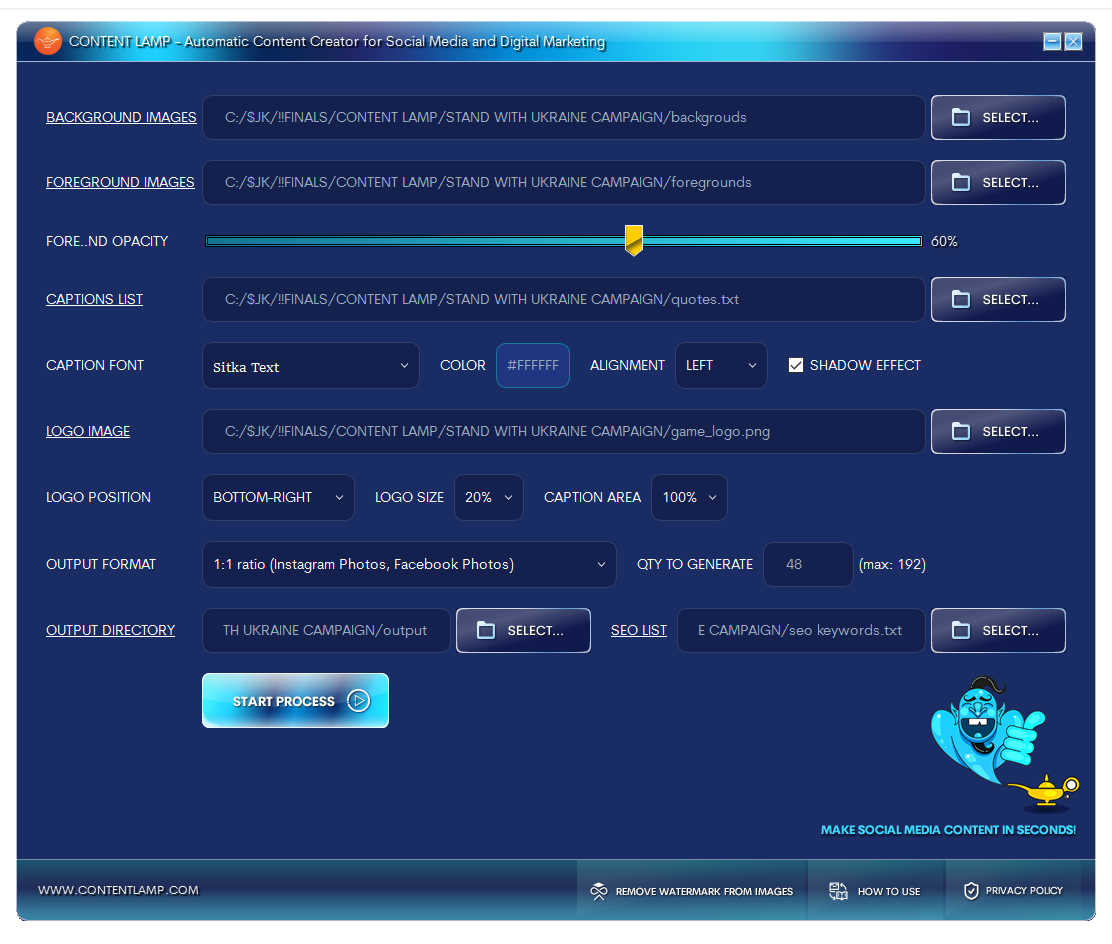 CONTENT LAMP - Automatic Content Creator for Social Media and Digital Marketing
BACKGROUND IMAGES C:/$JK/!!FINALS/CONTENT LAMP/STAND WITH UKRAINE CAMPAIGN/backgrouds SELECT...
FOREGROUND IMAGES C:/$JK/!!FINALS/CONTENT LAMP/STAND WITH UKRAINE CAMPAIGN/foregrounds SELECT...
FORE..ND OPACITY 60%
CAPTIONS LIST C:/$JK/!!FINALS/CONTENT LAMP/STAND WITH UKRAINE CAMPAIGN/quotes.txt SELECT...
CAPTION FONT Sitka Text COLOR #FFFFFF ALIGNMENT LEFT SHADOW EFFECT
LOGO IMAGE C:/$JK/!!FINALS/CONTENT LAMP/STAND WITH UKRAINE CAMPAIGN/game_logo.png SELECT...
LOGO POSITION BOTTOM-RIGHT LOGO SIZE 20% CAPTION AREA 100%
OUTPUT FORMAT 1:1 ratio (Instagram Photos, Facebook Photos) QTY TO GENERATE 48 (max: 192)
OUTPUT DIRECTORY TH UKRAINE CAMPAIGN/output SELECT... SEO LIST E CAMPAIGN/seo keywords.txt SELECT...
START PROCESS
MAKE SOCIAL MEDIA CONTENT IN SECONDS!
WWW.CONTENTLAMP.COM REMOVE WATERMARK FROM IMAGES HOW TO USE PRIVACY POLICY